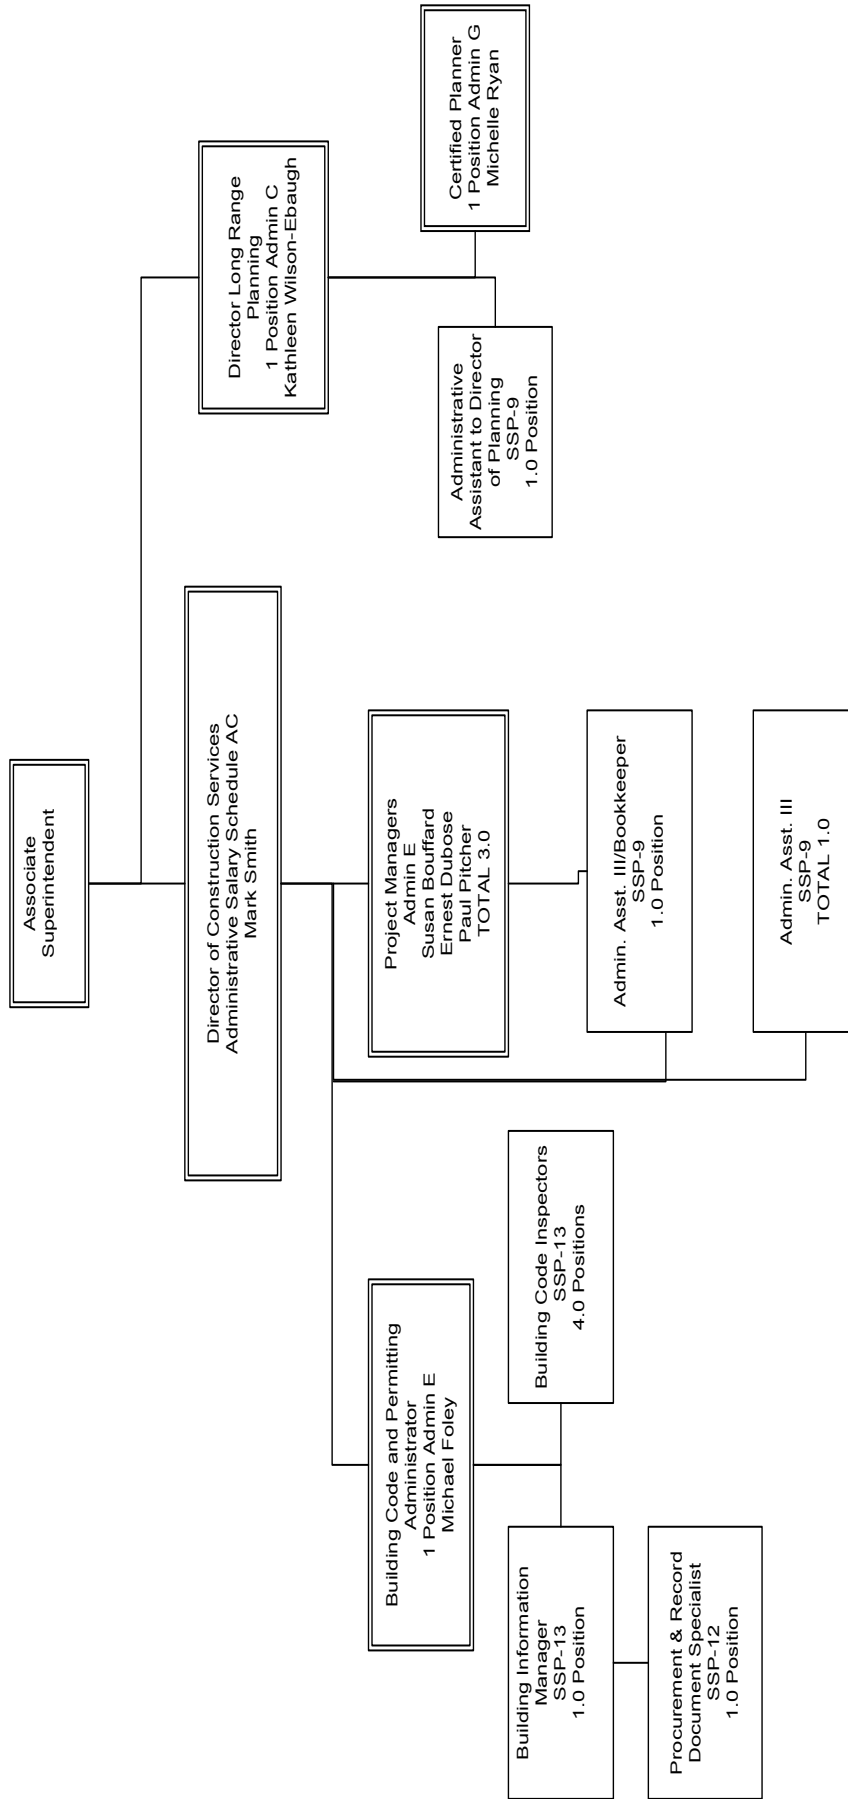 Associate
Superintendent
Director of Construction Services
Administrative Salary Schedule AC
Mark Smith
Director Long Range
Planning
1 Position Admin C
Kathleen Wilson-Ebaugh
Building Code and Permitting
Administrator
1 Position Admin E
Michael Foley
Project Managers
Admin E
Susan Bouffard
Ernest Dubose
Paul Pitcher
TOTAL 3.0
Administrative
Assistant to Director
of Planning
SSP-9
1.0 Position
Certified Planner
1 Position Admin G
Michelle Ryan
Building Information
Manager
SSP-13
1.0 Position
Building Code Inspectors
SSP-13
4.0 Positions
Admin. Asst. III/Bookkeeper
SSP-9
1.0 Position
Procurement & Record
Document Specialist
SSP-12
1.0 Position
Admin. Asst. III
SSP-9
TOTAL 1.0